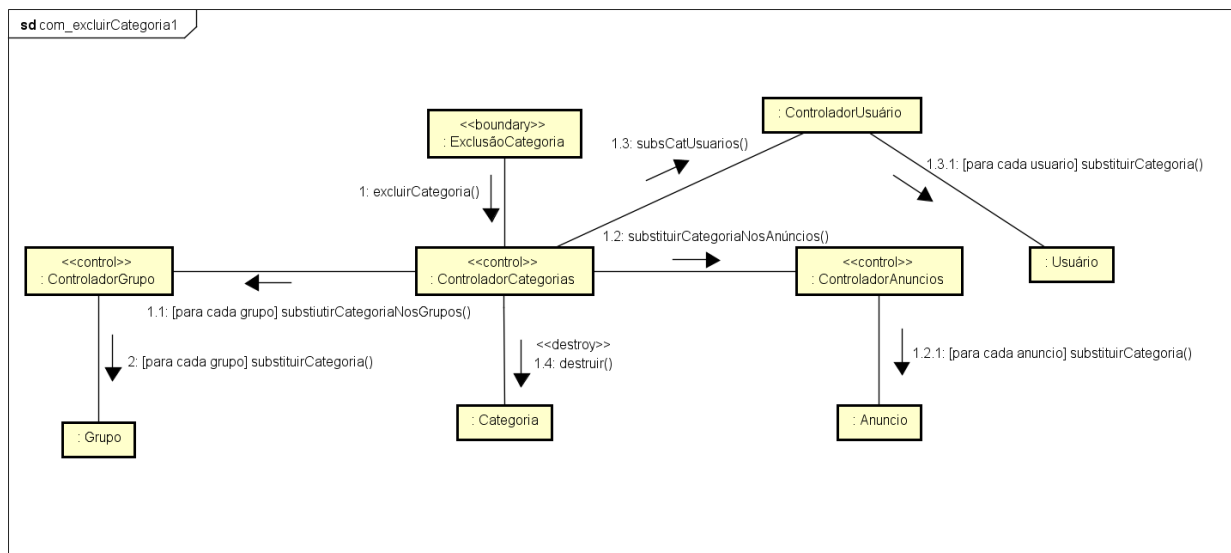 sd com_excluirCategoria1
<<boundary>>
: ExclusãoCategoria
: ControladorUsuário
1.3: subsCatUsuarios()
1.3.1: [para cada usuario] substituirCategoria()
1: excluirCategoria()
1.2: substituirCategoriaNosAnúncios()
<<control>>
: ControladorGrupo
<<control>>
: ControladorCategorias
<<control>>
: ControladorAnuncios
: Usuário
1.1: [para cada grupo] substiutirCategoriaNosGrupos()
<<destroy>>
1.4: destruir()
2: [para cada grupo] substituirCategoria()
1.2.1: [para cada anuncio] substituirCategoria()
: Grupo
: Categoria
: Anuncio